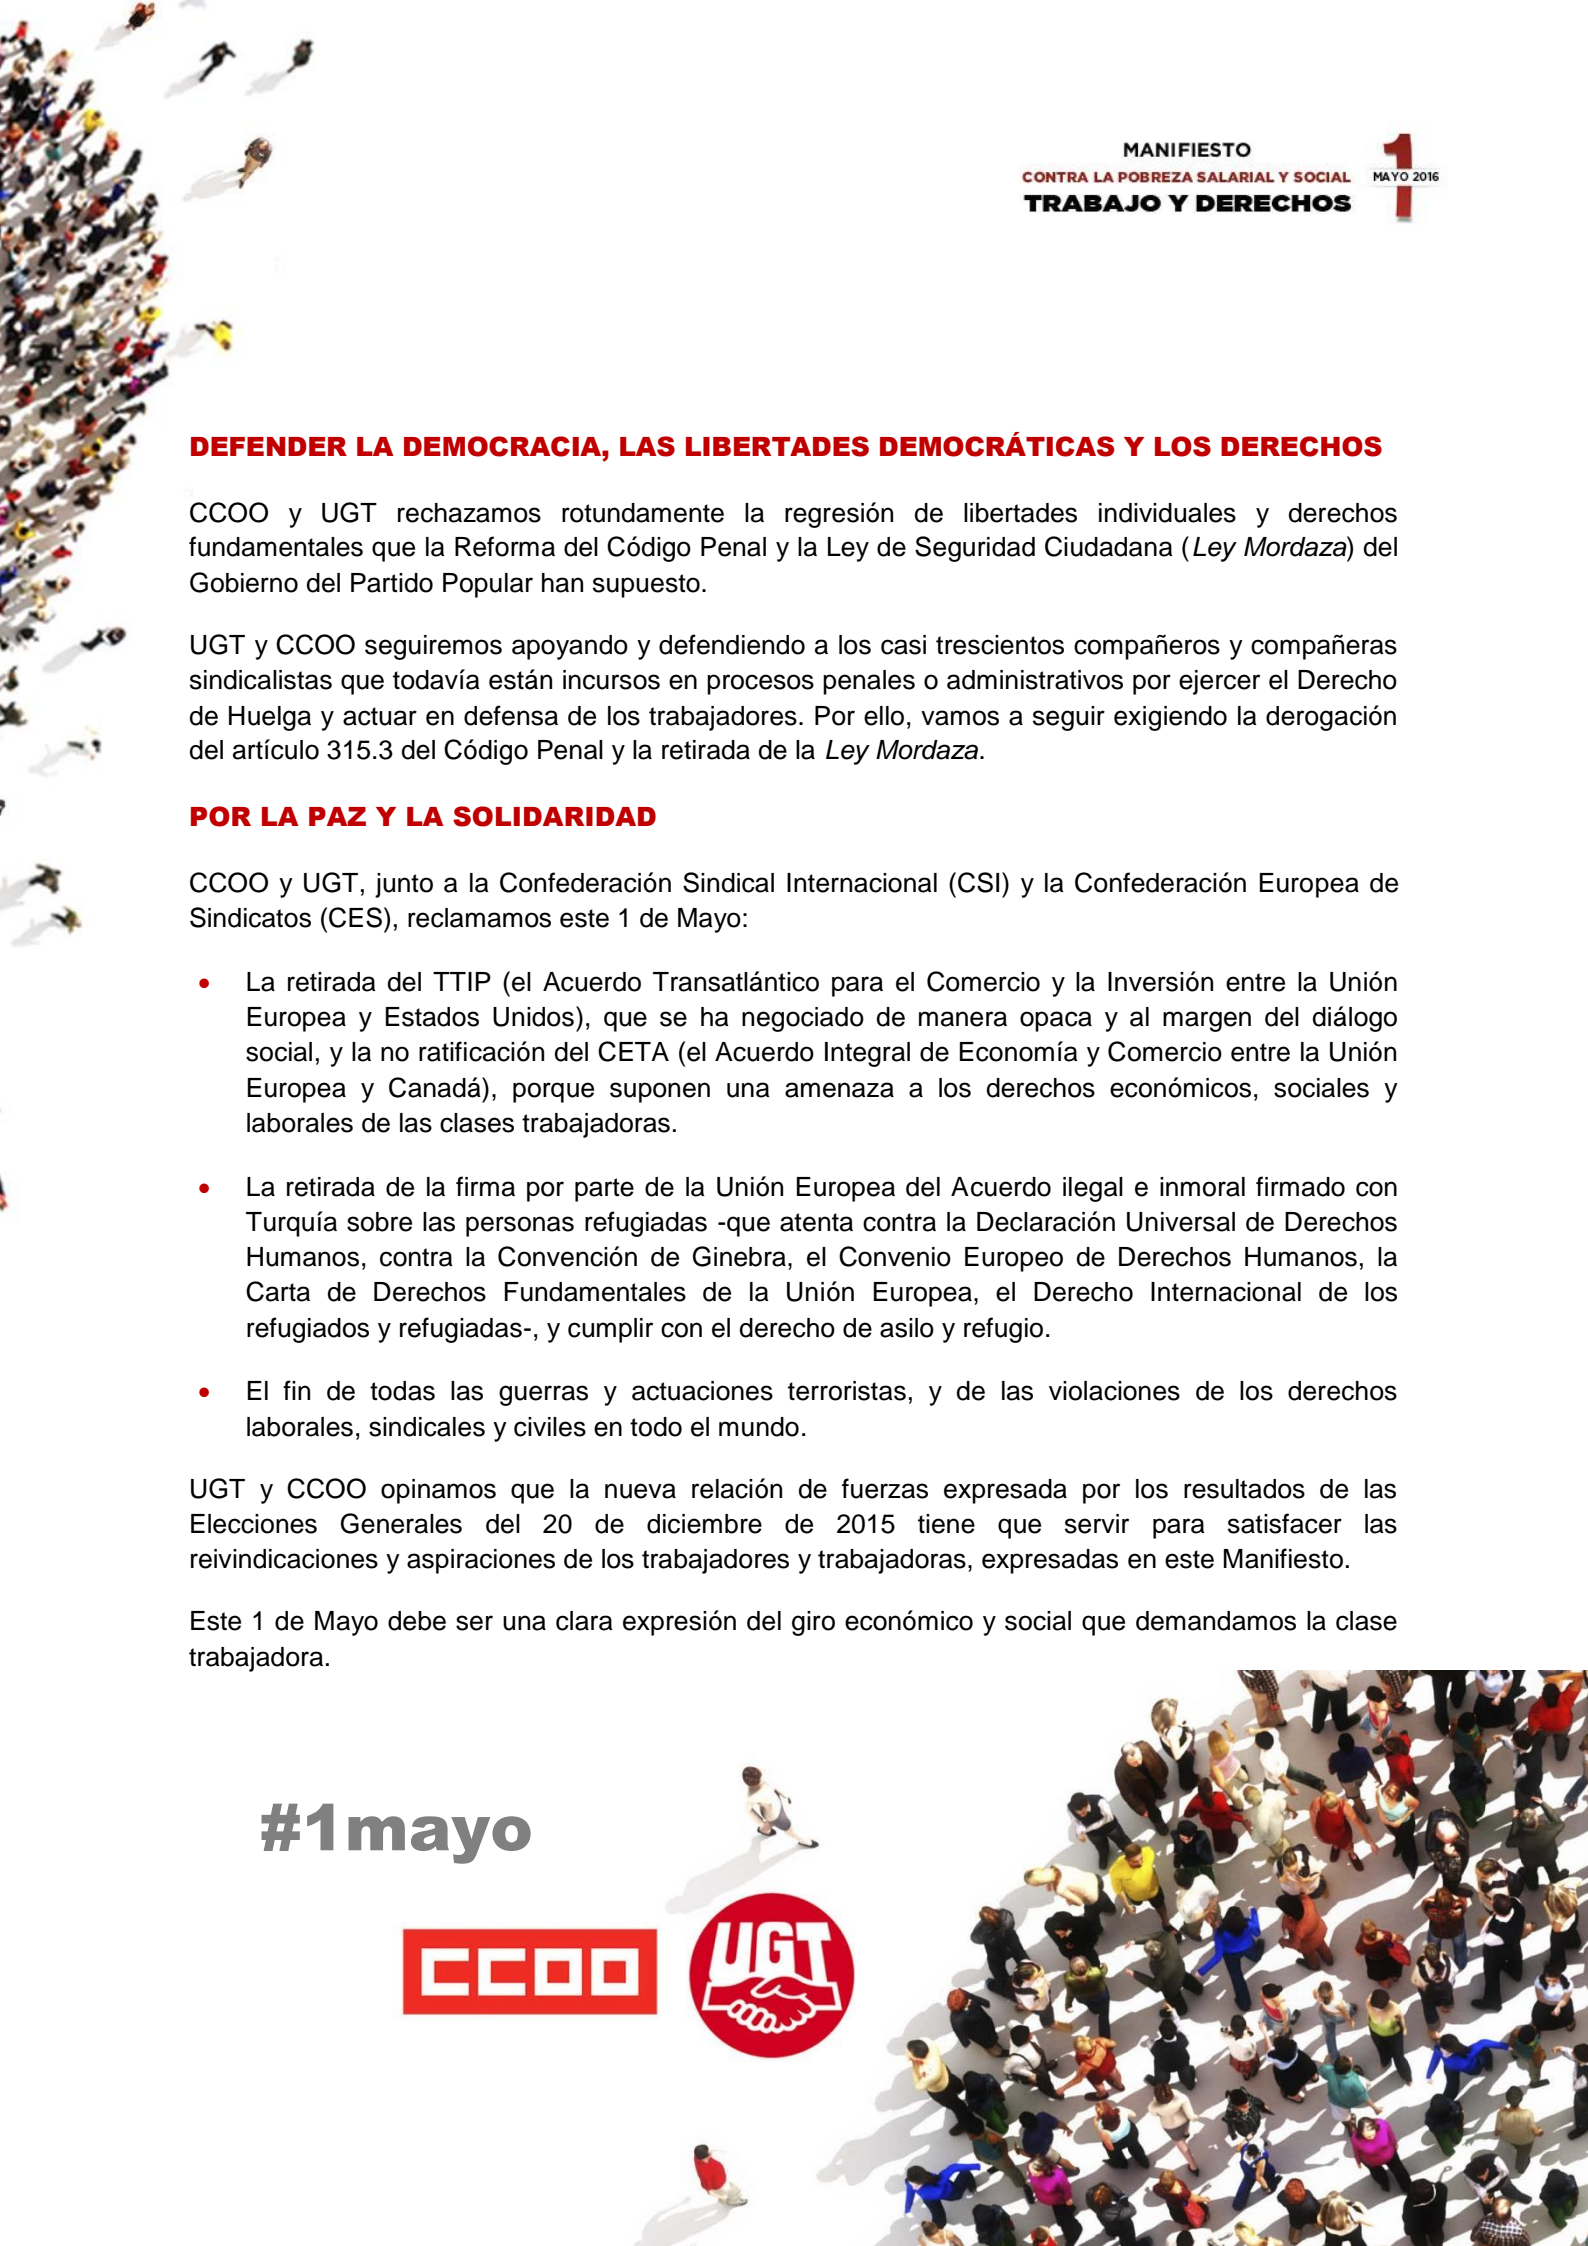 MANIFIESTO
CONTRA LA POBREZA SALARIAL Y SOCIAL
TRABAJO Y DERECHOS
1
MAYO 2016
DEFENDER LA DEMOCRACIA, LAS LIBERTADES DEMOCRÁTICAS Y LOS DERECHOS
CCOO y UGT rechazamos rotundamente la regresión de libertades individuales y derechos
fundamentales que la Reforma del Código Penal y la Ley de Seguridad Ciudadana (Ley Mordaza) del
Gobierno del Partido Popular han supuesto.
UGT y CCOO seguiremos apoyando y defendiendo a los casi trescientos compañeros y compañeras
sindicalistas que todavía están incursos en procesos penales o administrativos por ejercer el Derecho
de Huelga y actuar en defensa de los trabajadores. Por ello, vamos a seguir exigiendo la derogación
del artículo 315.3 del Código Penal y la retirada de la Ley Mordaza.
POR LA PAZ Y LA SOLIDARIDAD
CCOO y UGT, junto a la Confederación Sindical Internacional (CSI) y la Confederación Europea de
Sindicatos (CES), reclamamos este 1 de Mayo:
• La retirada del TTIP (el Acuerdo Transatlántico para el Comercio y la Inversión entre la Unión
Europea y Estados Unidos), que se ha negociado de manera opaca y al margen del diálogo
social, y la no ratificación del CETA (el Acuerdo Integral de Economía y Comercio entre la Unión
Europea y Canadá), porque suponen una amenaza a los derechos económicos, sociales y
laborales de las clases trabajadoras.
• La retirada de la firma por parte de la Unión Europea del Acuerdo ilegal e inmoral firmado con
Turquía sobre las personas refugiadas -que atenta contra la Declaración Universal de Derechos
Humanos, contra la Convención de Ginebra, el Convenio Europeo de Derechos Humanos, la
Carta de Derechos Fundamentales de la Unión Europea, el Derecho Internacional de los
refugiados y refugiadas-, y cumplir con el derecho de asilo y refugio.
• El fin de todas las guerras y actuaciones terroristas, y de las violaciones de los derechos
laborales, sindicales y civiles en todo el mundo.
UGT y CCOO opinamos que la nueva relación de fuerzas expresada por los resultados de las
Elecciones Generales del 20 de diciembre de 2015 tiene que servir para satisfacer las
reivindicaciones y aspiraciones de los trabajadores y trabajadoras, expresadas en este Manifiesto.
Este 1 de Mayo debe ser una clara expresión del giro económico y social que demandamos la clase
trabajadora.
#1mayo
CCOO
UGT